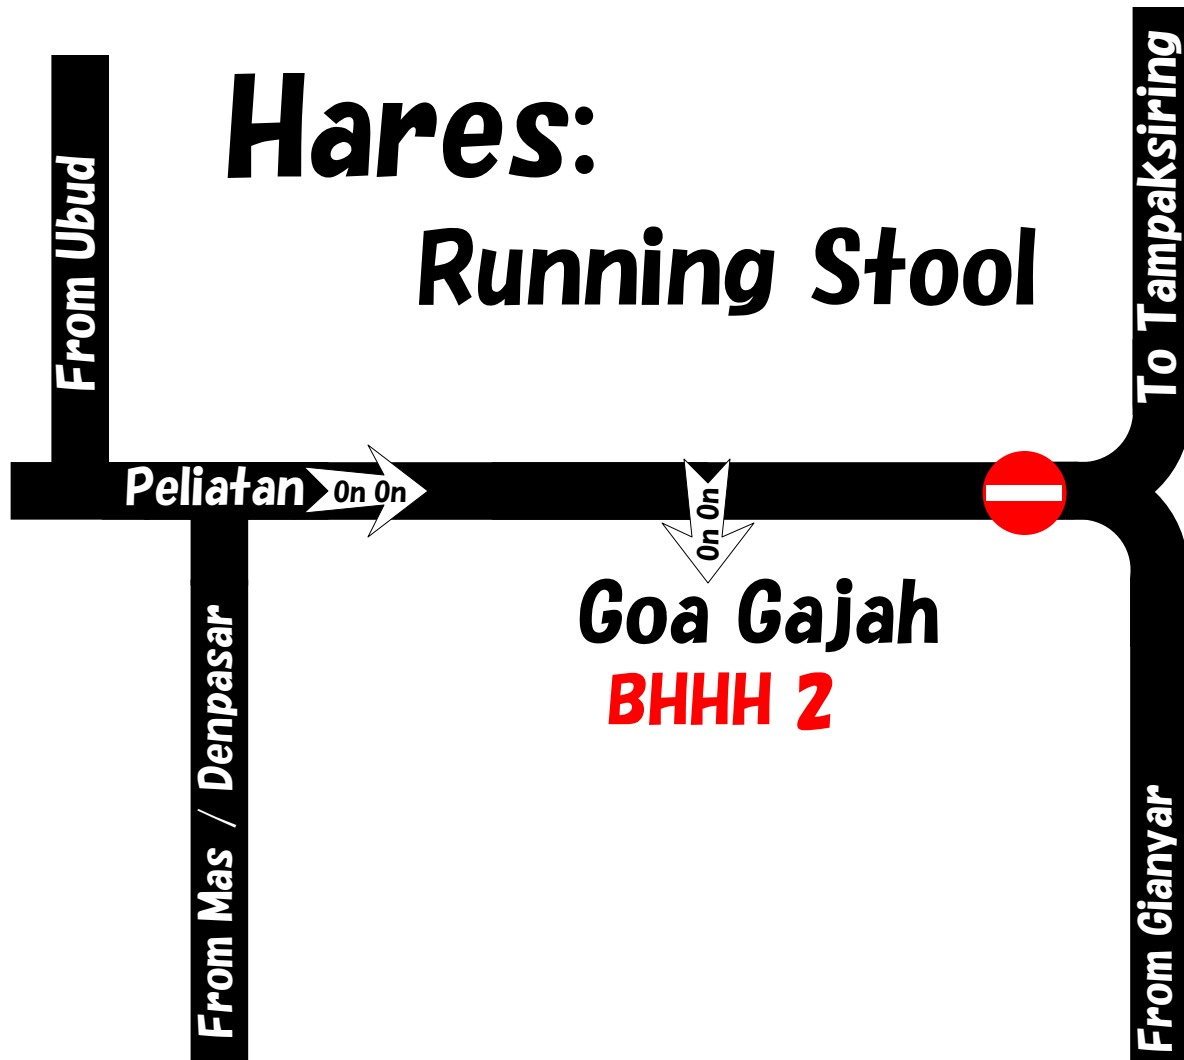 Hares:
Running Stool
From Ubud
To Tampaksiring
Peliatan
On On
On On
Goa Gajah
BHHH 2
From Mas / Denpasar
From Gianyar